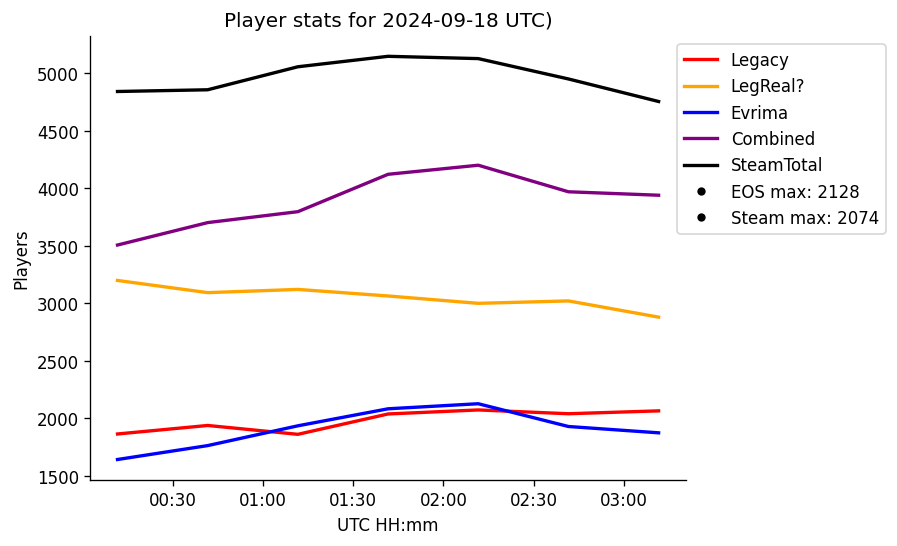 Player stats for 2024-09-18 UTC)
Legacy
LegReal?
Evrima
Combined
SteamTotal
EOS max: 2128
Steam max: 2074
Players
5000
4500
4000
3500
3000
2500
2000
1500
00:30
01:00
01:30
02:00
02:30
03:00
UTC HH:mm